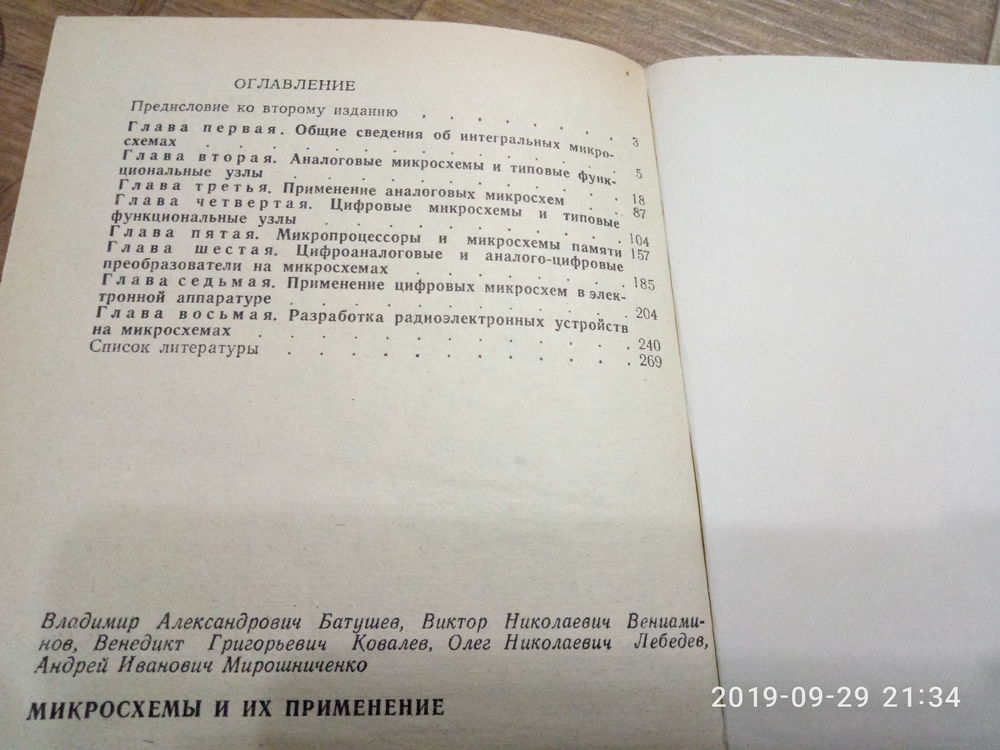 ОГЛАВЛЕНИЕ
Предисловие ко второму изданию . . . . . . . . 3
Глава первая. Общие сведения об интегральных микро-
схемах . . . . . . . . . . . . 5
Глава вторая. Аналоговые микросхемы и типовые функ-
циональные узлы . . . . . . . . . . 18
Глава третья. Применение аналоговых микросхем . . 87
Глава четвертая. Цифровые микросхемы и типовые
функциональные узлы . . . . . . . . . 104
Глава пятая. Микропроцессоры и микросхемы памяти 157
Глава шестая. Цифроаналоговые и аналого-цифровые
преобразователи на микросхемах . . . . . . 185
Глава седьмая. Применение цифровых микросхем в элек-
тронной аппаратуре . . . . . . . . . . 204
Глава восьмая. Разработка радиоэлектронных устройств
на микросхемах . . . . . . . . . . . 240
Список литературы . . . . . . . . . . 269
Владимир Александрович Батушев, Виктор Николаевич Вениами-
нов, Венедикт Григорьевич Ковалев, Олег Николаевич Лебедев,
Андрей Иванович Мирошниченко
МИКРОСХЕМЫ И ИХ ПРИМЕНЕНИЕ
2019-09-29 21:34